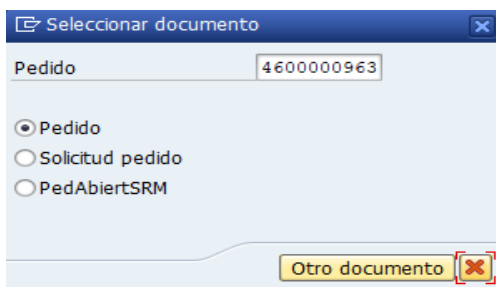 Seleccionar documento
Pedido 4600000963
Pedido
Solicitud pedido
PedAbiertSRM
Otro documento